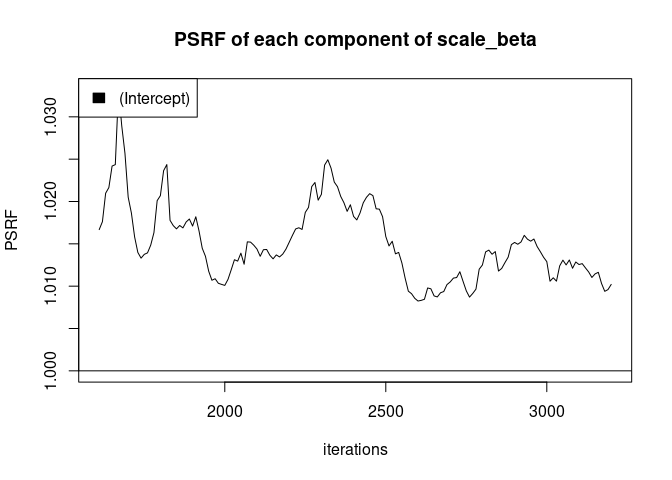 PSRF of each component of scale_beta
(Intercept)
1.030
1.020
1.010
1.000
PSRF
2000
2500
3000
iterations